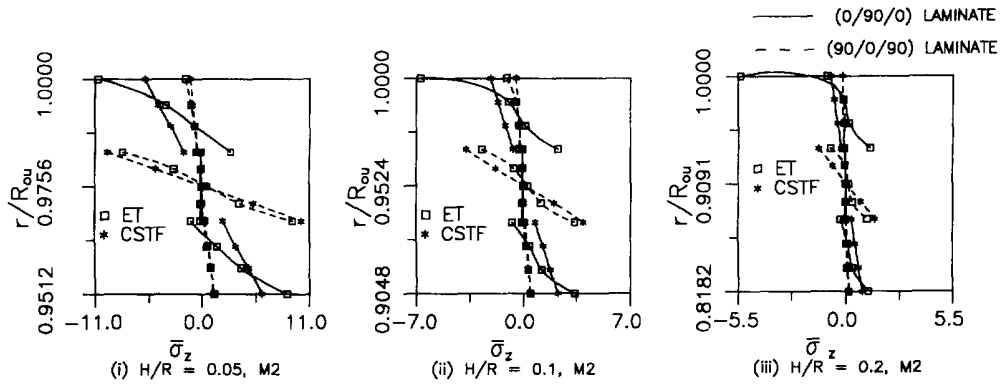 (0/90/0) LAMINATE
(90/0/90) LAMINATE
r/R_ou
1.0000
0.9756
0.9512
□ ET
* CSTF
−11.0
0.0
11.0
σ̅_z
(i) H/R = 0.05, M2
r/R_ou
1.0000
0.9524
0.9048
□ ET
* CSTF
−7.0
0.0
7.0
σ̅_z
(ii) H/R = 0.1, M2
r/R_ou
1.0000
0.9091
0.8182
□ ET
* CSTF
−5.5
0.0
5.5
σ̅_z
(iii) H/R = 0.2, M2